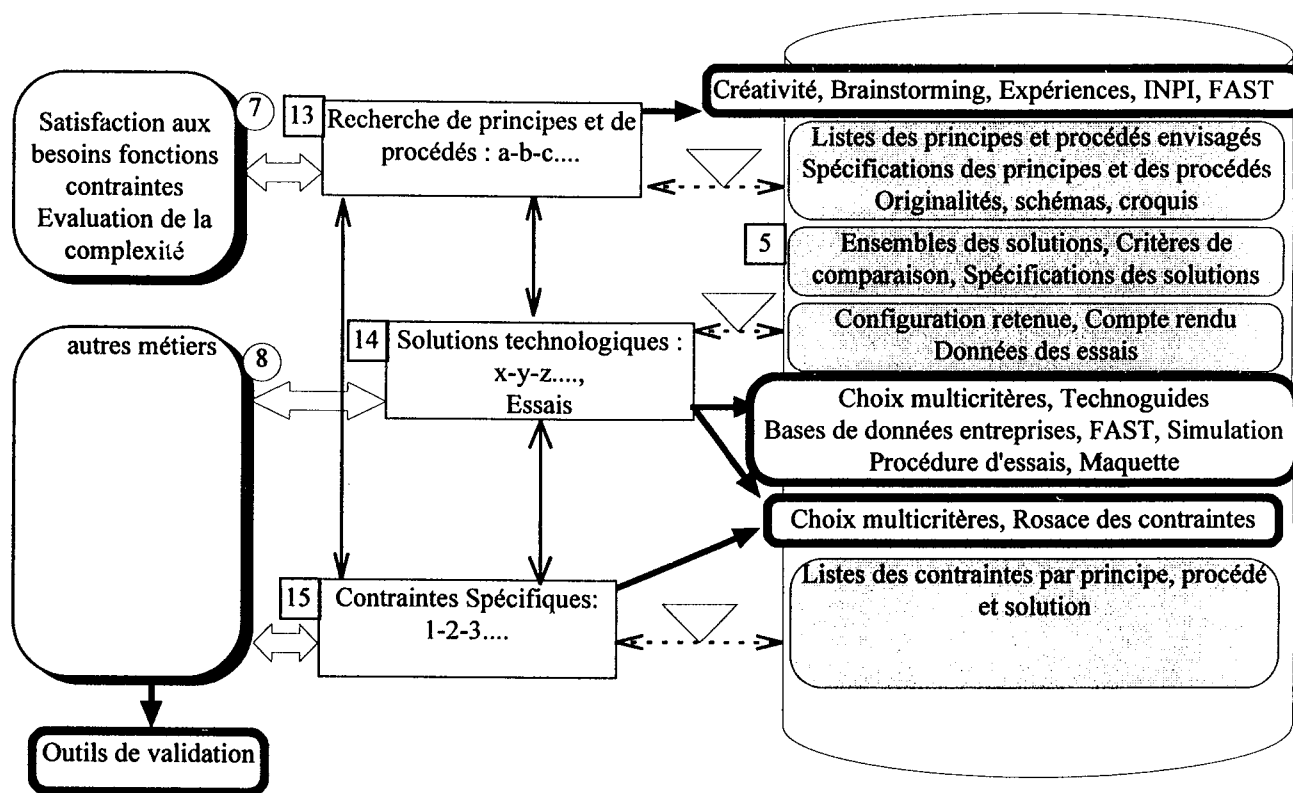 7
Satisfaction aux
besoins fonctions
contraintes
Evaluation de la
complexité
13
Recherche de principes et de
procédés : a-b-c....
Créativité, Brainstorming, Expériences, INPI, FAST
Listes des principes et procédés envisagés
Spécifications des principes et des procédés
Originalités, schémas, croquis
5
Ensembles des solutions, Critères de
comparaison, Spécifications des solutions
8
autres métiers
14
Solutions technologiques :
x-y-z....,
Essais
Configuration retenue, Compte rendu
Données des essais
Choix multicritères, Technoguides
Bases de données entreprises, FAST, Simulation
Procédure d'essais, Maquette
Choix multicritères, Rosace des contraintes
15
Contraintes Spécifiques:
1-2-3....
Listes des contraintes par principe, procédé
et solution
Outils de validation